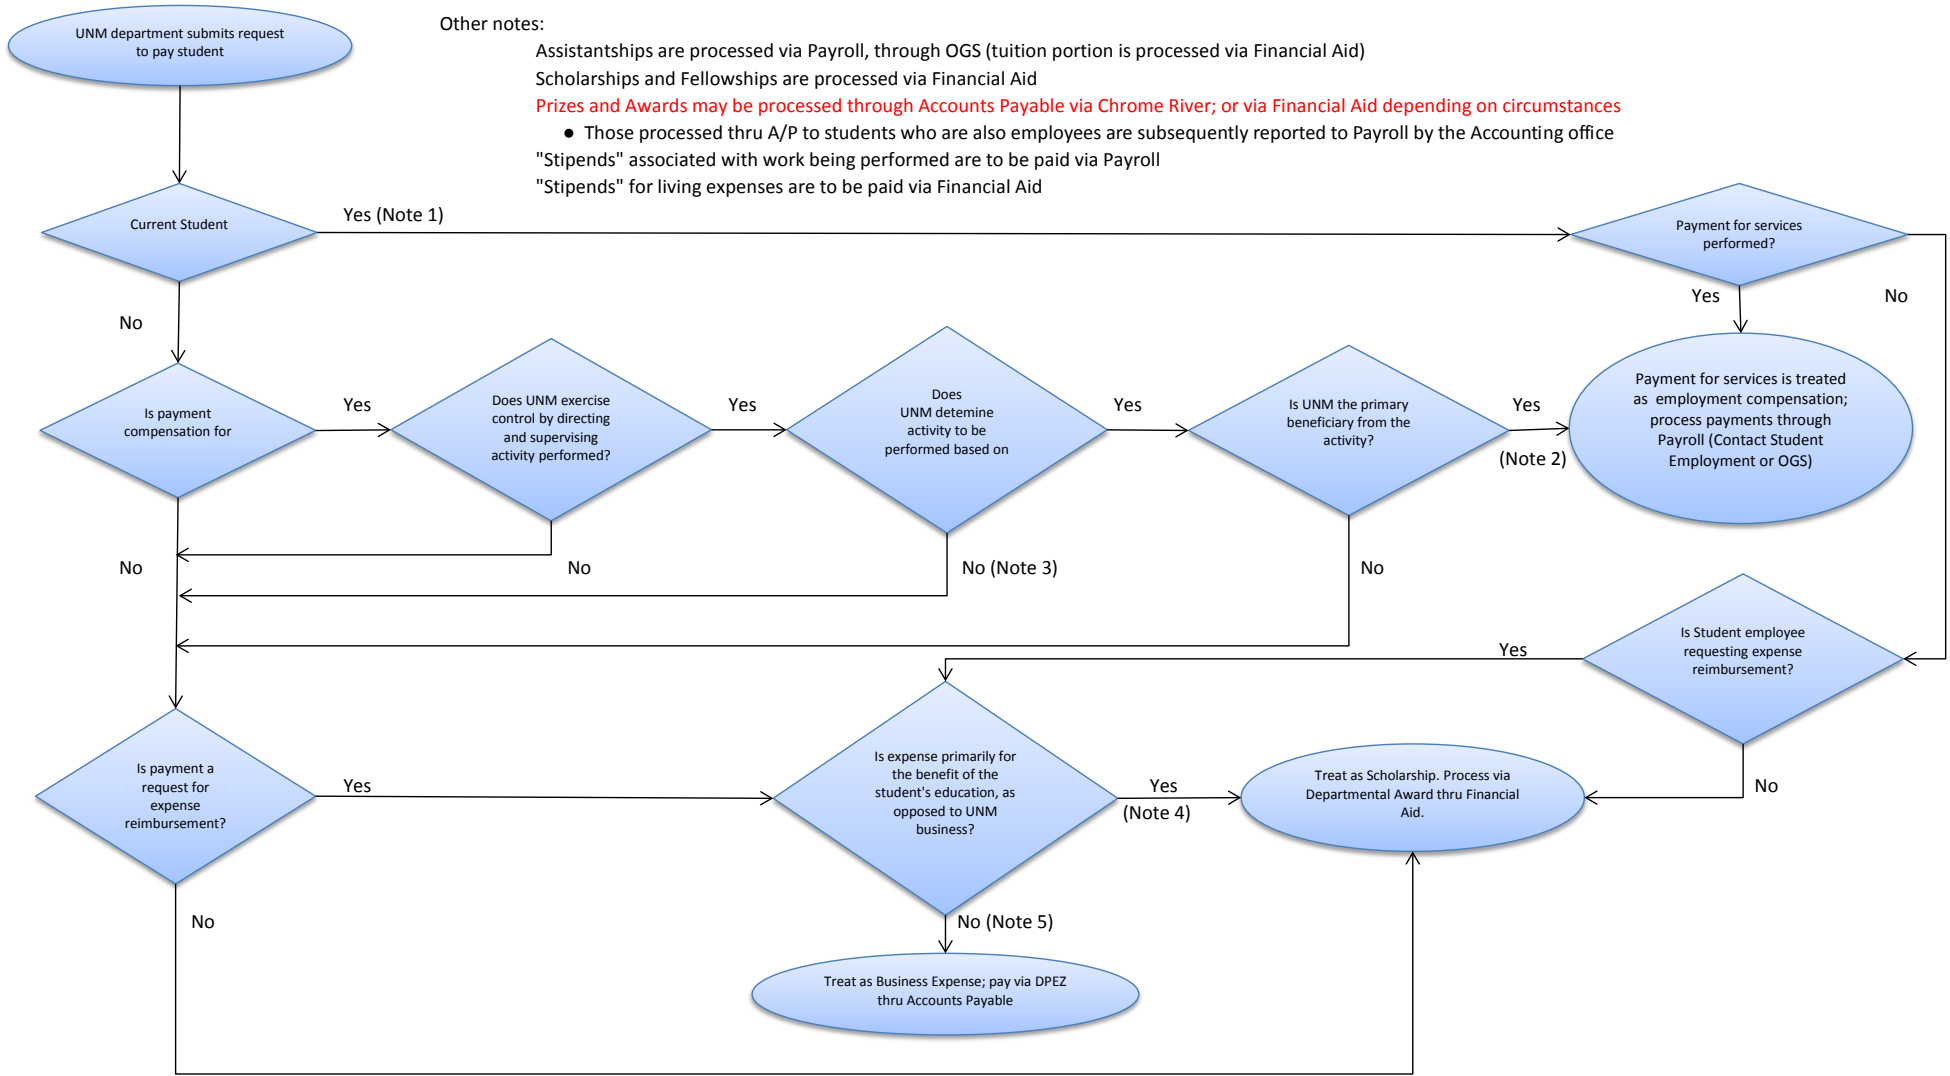 UNM department submits request
to pay student
Other notes:
Assistantships are processed via Payroll, through OGS (tuition portion is processed via Financial Aid)
Scholarships and Fellowships are processed via Financial Aid
Prizes and Awards may be processed through Accounts Payable via Chrome River; or via Financial Aid depending on circumstances
● Those processed thru A/P to students who are also employees are subsequently reported to Payroll by the Accounting office
"Stipends" associated with work being performed are to be paid via Payroll
"Stipends" for living expenses are to be paid via Financial Aid
Current Student
Yes (Note 1)
Payment for services
performed?
Yes
No
No
Is payment
compensation for
Yes
Does UNM exercise
control by directing
and supervising
activity performed?
Yes
Does
UNM detemine
activity to be
performed based on
Yes
Is UNM the primary
beneficiary from the
activity?
Yes
(Note 2)
Payment for services is treated
as employment compensation;
process payments through
Payroll (Contact Student
Employment or OGS)
No
No
No (Note 3)
No
Is Student employee
requesting expense
reimbursement?
Yes
No
Is payment a
request for
expense
reimbursement?
Yes
Is expense primarily for
the benefit of the
student's education, as
opposed to UNM
business?
Yes
(Note 4)
Treat as Scholarship. Process via
Departmental Award thru Financial
Aid.
No
No (Note 5)
Treat as Business Expense; pay via DPEZ
thru Accounts Payable